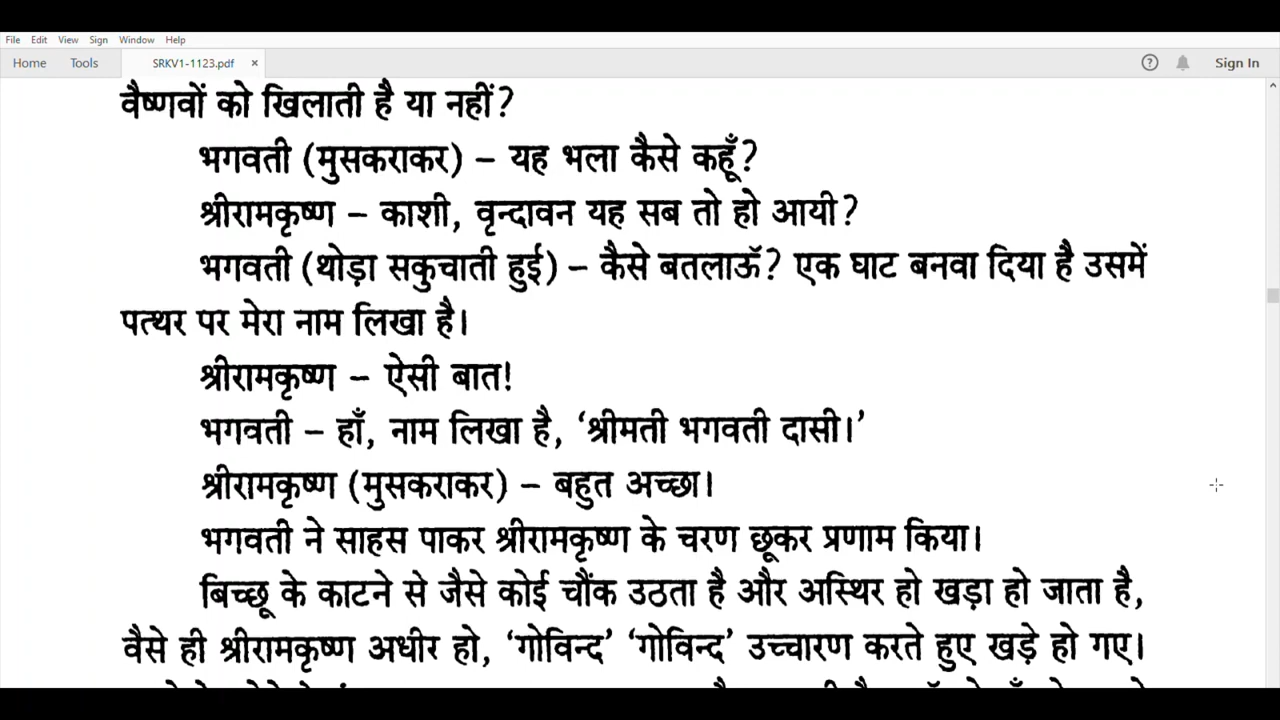 File Edit View Sign Window Help
Home Tools SRKV1-1123.pdf × ? Sign In
वैष्णवों को खिलाती है या नहीं?
भगवती (मुसकराकर) – यह भला कैसे कहूँ?
श्रीरामकृष्ण – काशी, वृन्दावन यह सब तो हो आयी?
भगवती (थोड़ा सकुचाती हुई) – कैसे बतलाऊँ? एक घाट बनवा दिया है उसमें
पत्थर पर मेरा नाम लिखा है।
श्रीरामकृष्ण – ऐसी बात!
भगवती – हाँ, नाम लिखा है, ‘श्रीमती भगवती दासी।’
श्रीरामकृष्ण (मुसकराकर) – बहुत अच्छा।
भगवती ने साहस पाकर श्रीरामकृष्ण के चरण छूकर प्रणाम किया।
बिच्छू के काटने से जैसे कोई चौंक उठता है और अस्थिर हो खड़ा हो जाता है,
वैसे ही श्रीरामकृष्ण अधीर हो, ‘गोविन्द’ ‘गोविन्द’ उच्चारण करते हुए खड़े हो गए।